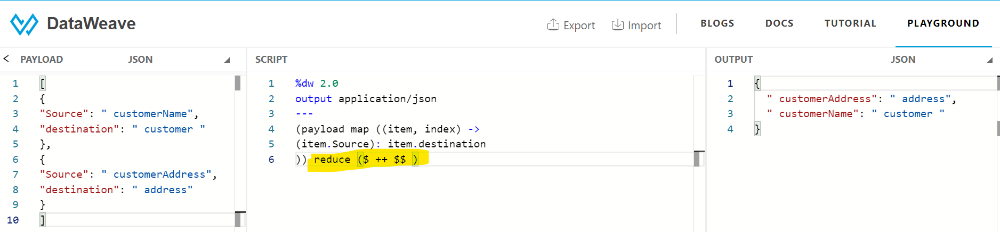 DataWeave
Export Import BLOGS DOCS TUTORIAL PLAYGROUND
< PAYLOAD JSON
1 [
2 {
3 "Source": " customerName",
4 "destination": " customer "
5 },
6 {
7 "Source": " customerAddress",
8 "destination": " address"
9 }
10 ]
SCRIPT
1 %dw 2.0
2 output application/json
3 ---
4 (payload map ((item, index) ->
5 (item.Source): item.destination
6 )) reduce ($ ++ $$ )
OUTPUT JSON
1 {
2 " customerAddress": " address",
3 " customerName": " customer "
4 }